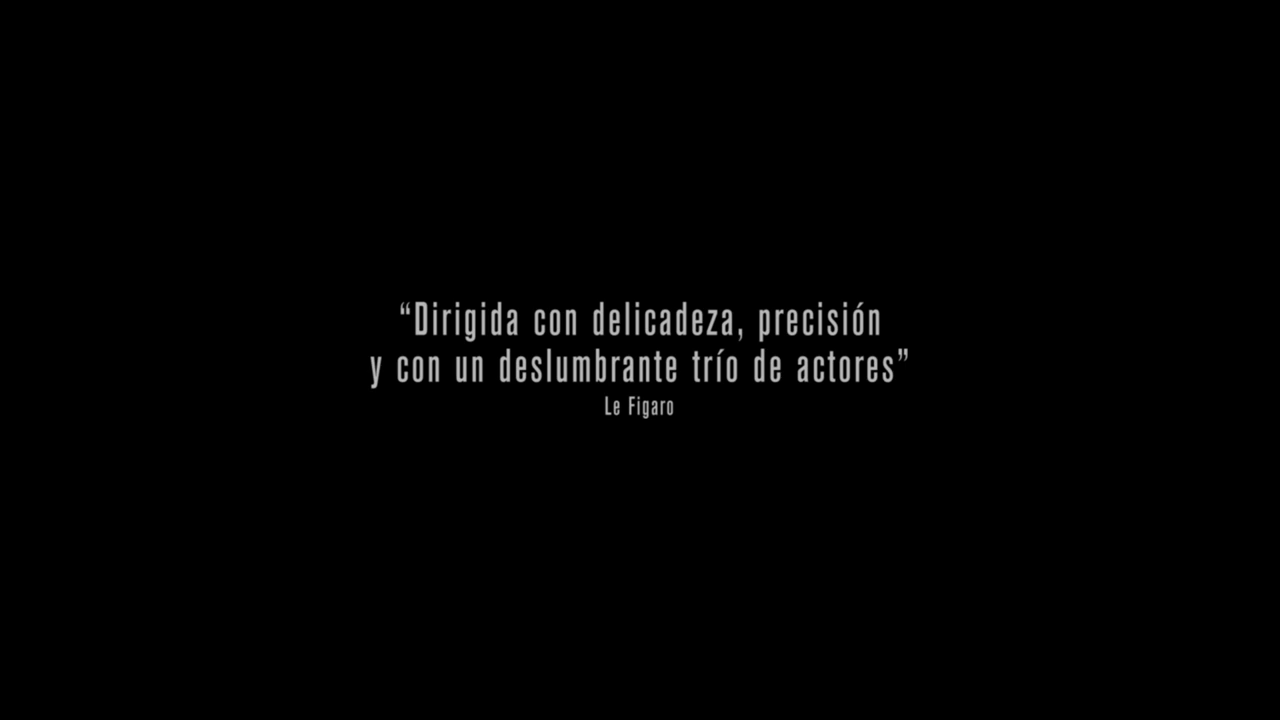 “Dirigida con delicadeza, precisión
y con un deslumbrante trío de actores”
Le Figaro